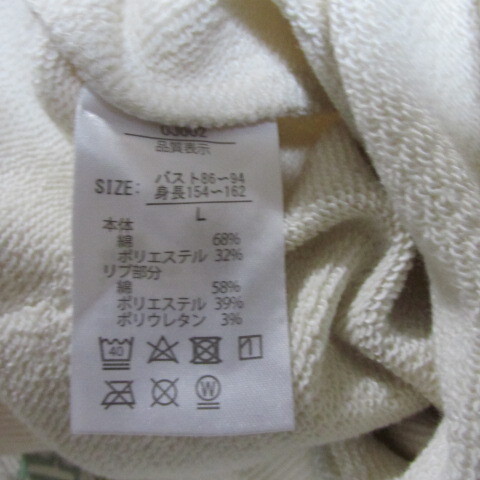 03002
品質表示
SIZE: バスト86〜94
身長154〜162
L
本体
綿 68%
ポリエステル 32%
リブ部分
綿 58%
ポリエステル 39%
ポリウレタン 3%
40
W